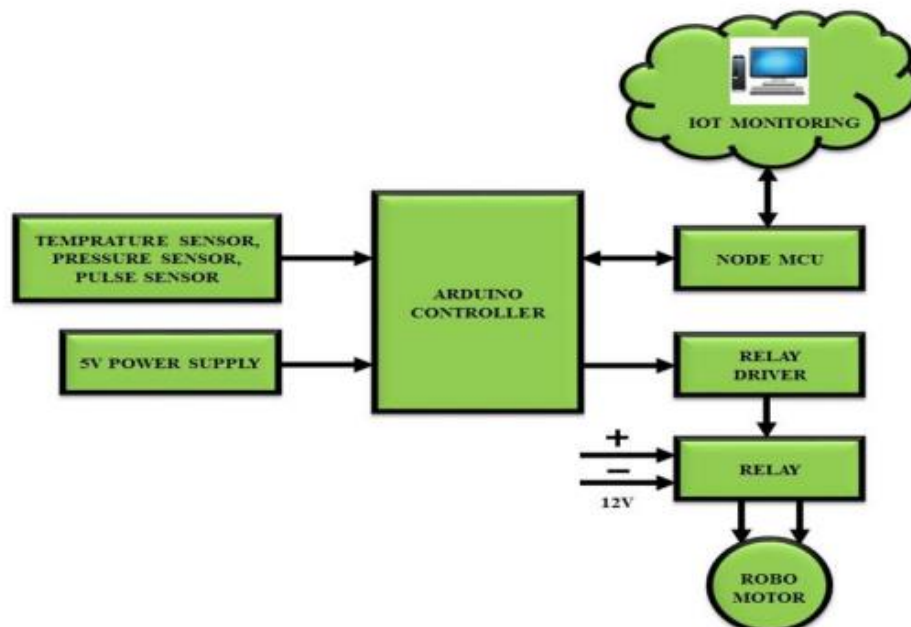 IOT MONITORING
TEMPRATURE SENSOR,
PRESSURE SENSOR,
PULSE SENSOR
ARDUINO
CONTROLLER
NODE MCU
5V POWER SUPPLY
RELAY
DRIVER
+
−
12V
RELAY
ROBO
MOTOR